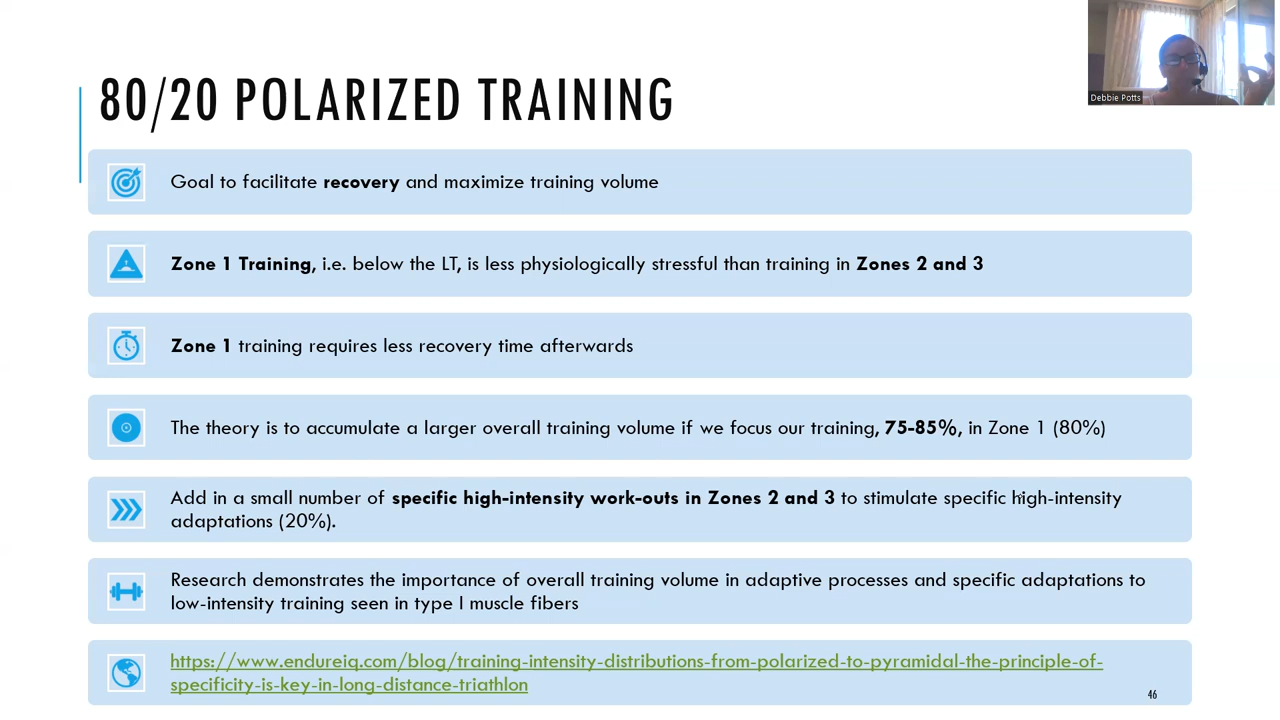 80/20 POLARIZED TRAINING
Debbie Potts
Goal to facilitate recovery and maximize training volume
Zone 1 Training, i.e. below the LT, is less physiologically stressful than training in Zones 2 and 3
Zone 1 training requires less recovery time afterwards
The theory is to accumulate a larger overall training volume if we focus our training, 75-85%, in Zone 1 (80%)
Add in a small number of specific high-intensity work-outs in Zones 2 and 3 to stimulate specific high-intensity
adaptations (20%).
Research demonstrates the importance of overall training volume in adaptive processes and specific adaptations to
low-intensity training seen in type I muscle fibers
https://www.endureiq.com/blog/training-intensity-distributions-from-polarized-to-pyramidal-the-principle-of-
specificity-is-key-in-long-distance-triathlon
46